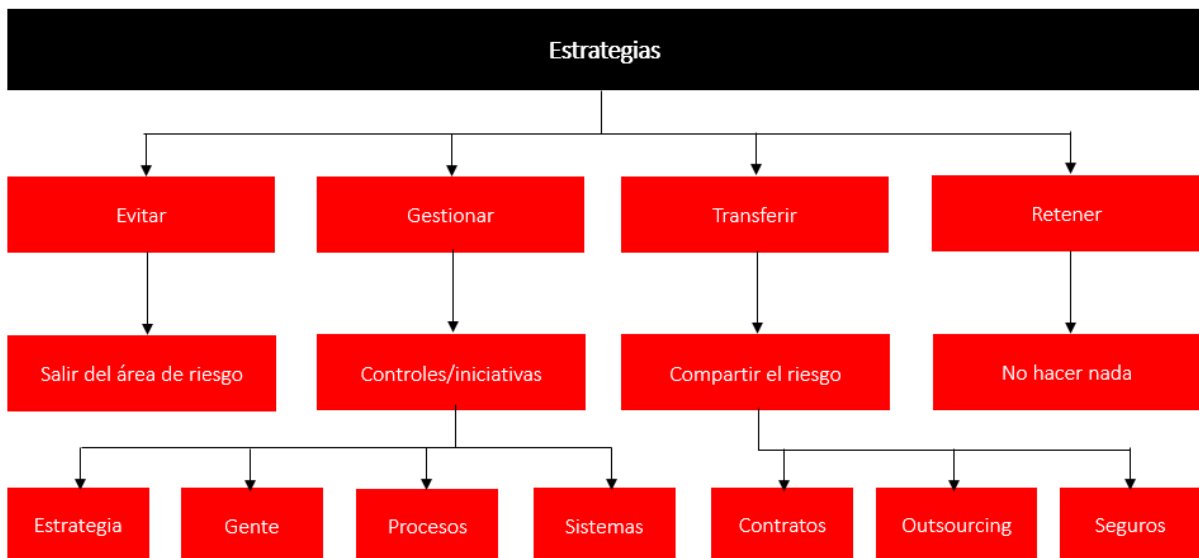 Estrategias
Evitar
Gestionar
Transferir
Retener
Salir del área de riesgo
Controles/iniciativas
Compartir el riesgo
No hacer nada
Estrategia
Gente
Procesos
Sistemas
Contratos
Outsourcing
Seguros